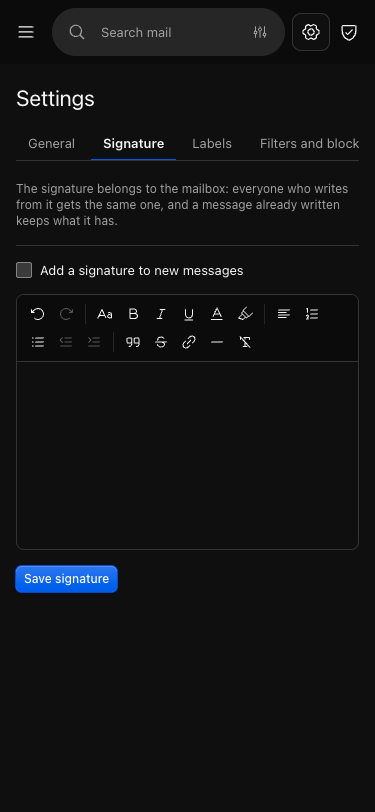 Search mail
Settings
General
Signature
Labels
Filters and block
The signature belongs to the mailbox: everyone who writes
from it gets the same one, and a message already written
keeps what it has.
Add a signature to new messages
Aa B I U A
Save signature